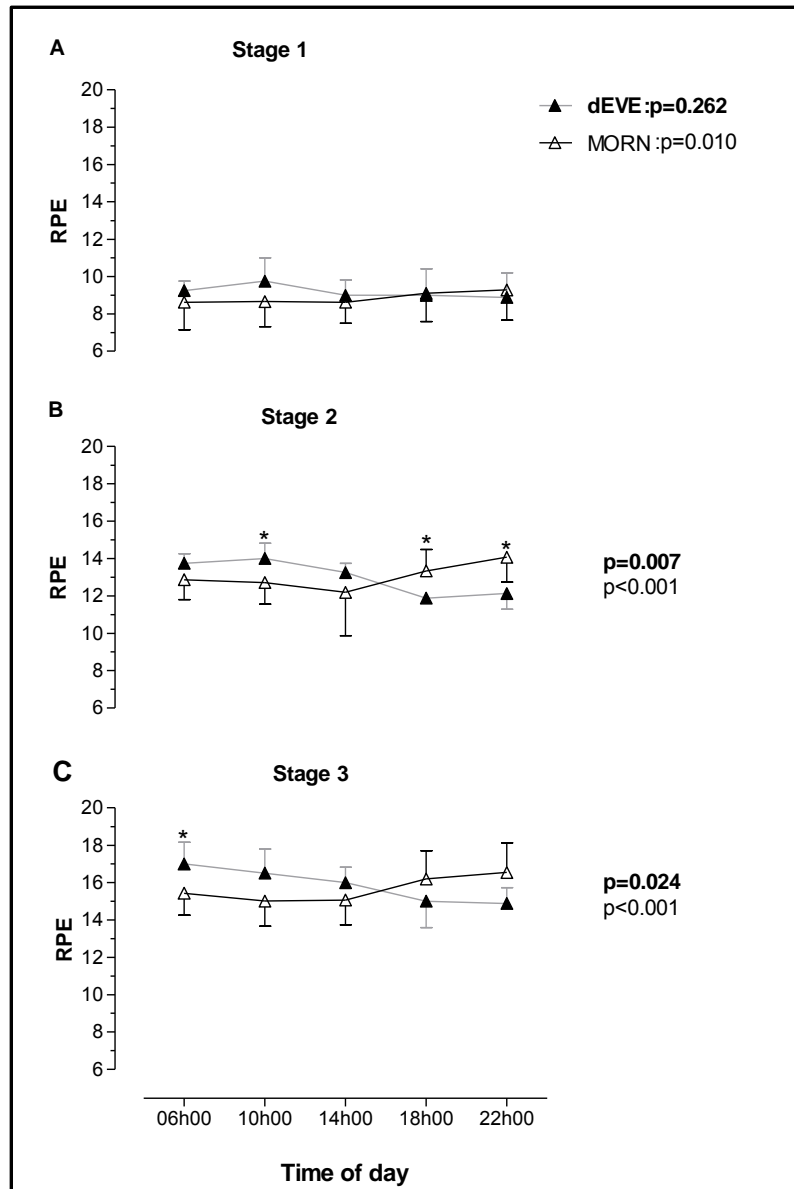 A
Stage 1
20
18
16
14
12
10
8
6
RPE
dEVE:p=0.262
MORN:p=0.010
B
Stage 2
20
18
16
14
12
10
8
6
RPE
*
*
*
p=0.007
p<0.001
C
Stage 3
20
18
16
14
12
10
8
6
RPE
*
p=0.024
p<0.001
06h00 10h00 14h00 18h00 22h00
Time of day